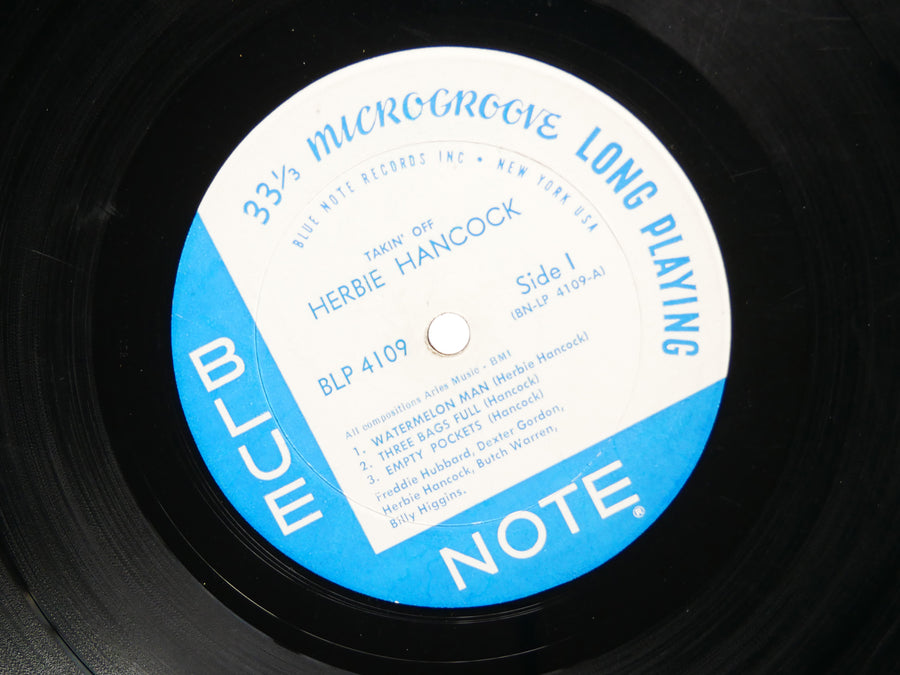 33⅓ MICROGROOVE LONG PLAYING
BLUE NOTE RECORDS INC • NEW YORK USA
TAKIN' OFF
HERBIE HANCOCK
Side 1
(BN-LP 4109-A)
BLP 4109
All compositions Aries Music - BMI
1. WATERMELON MAN (Herbie Hancock)
2. THREE BAGS FULL (Hancock)
3. EMPTY POCKETS (Hancock)
Freddie Hubbard, Dexter Gordon,
Herbie Hancock, Butch Warren,
Billy Higgins.
BLUE
NOTE®